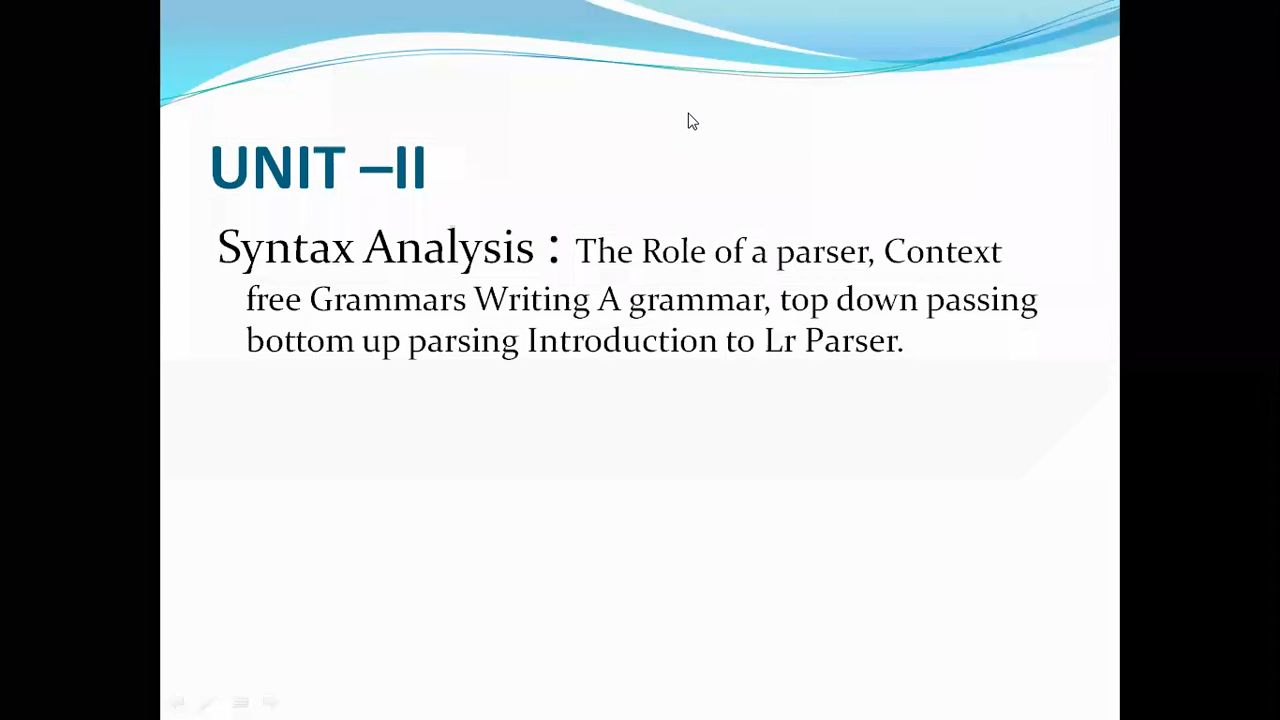 UNIT –II
Syntax Analysis : The Role of a parser, Context
free Grammars Writing A grammar, top down passing
bottom up parsing Introduction to Lr Parser.